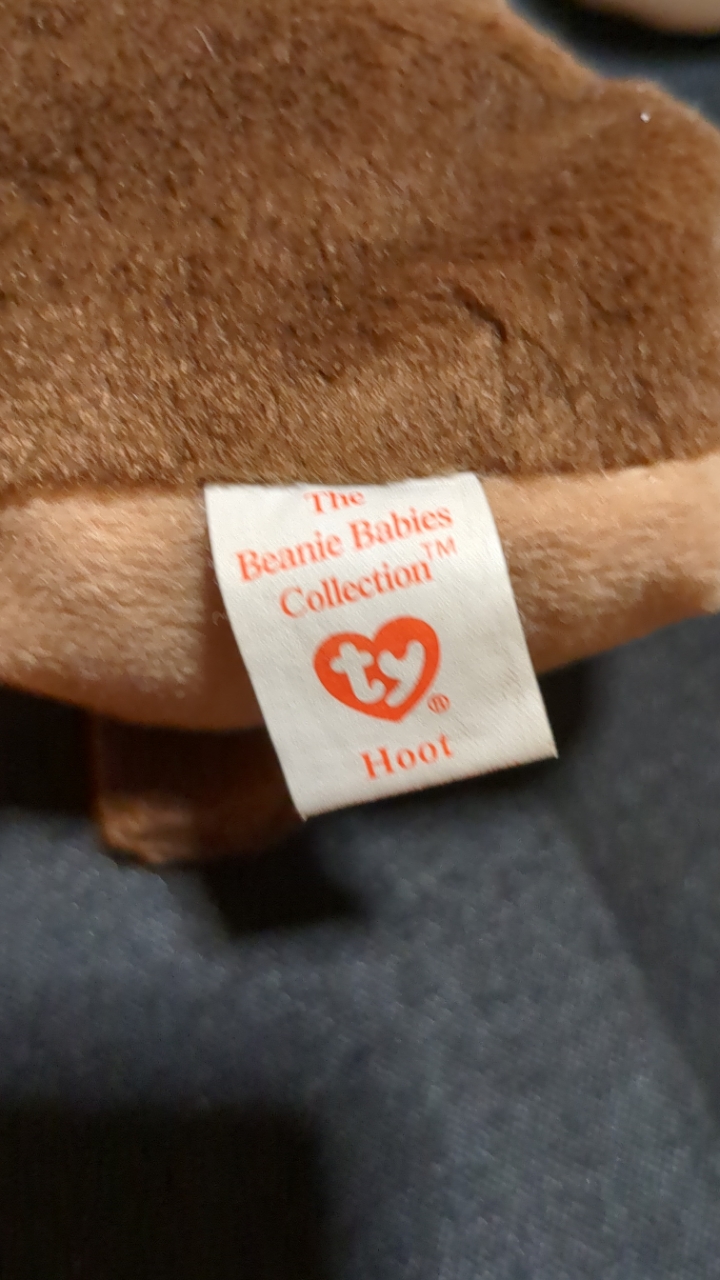 The
Beanie Babies
Collection™
ty®
Hoot